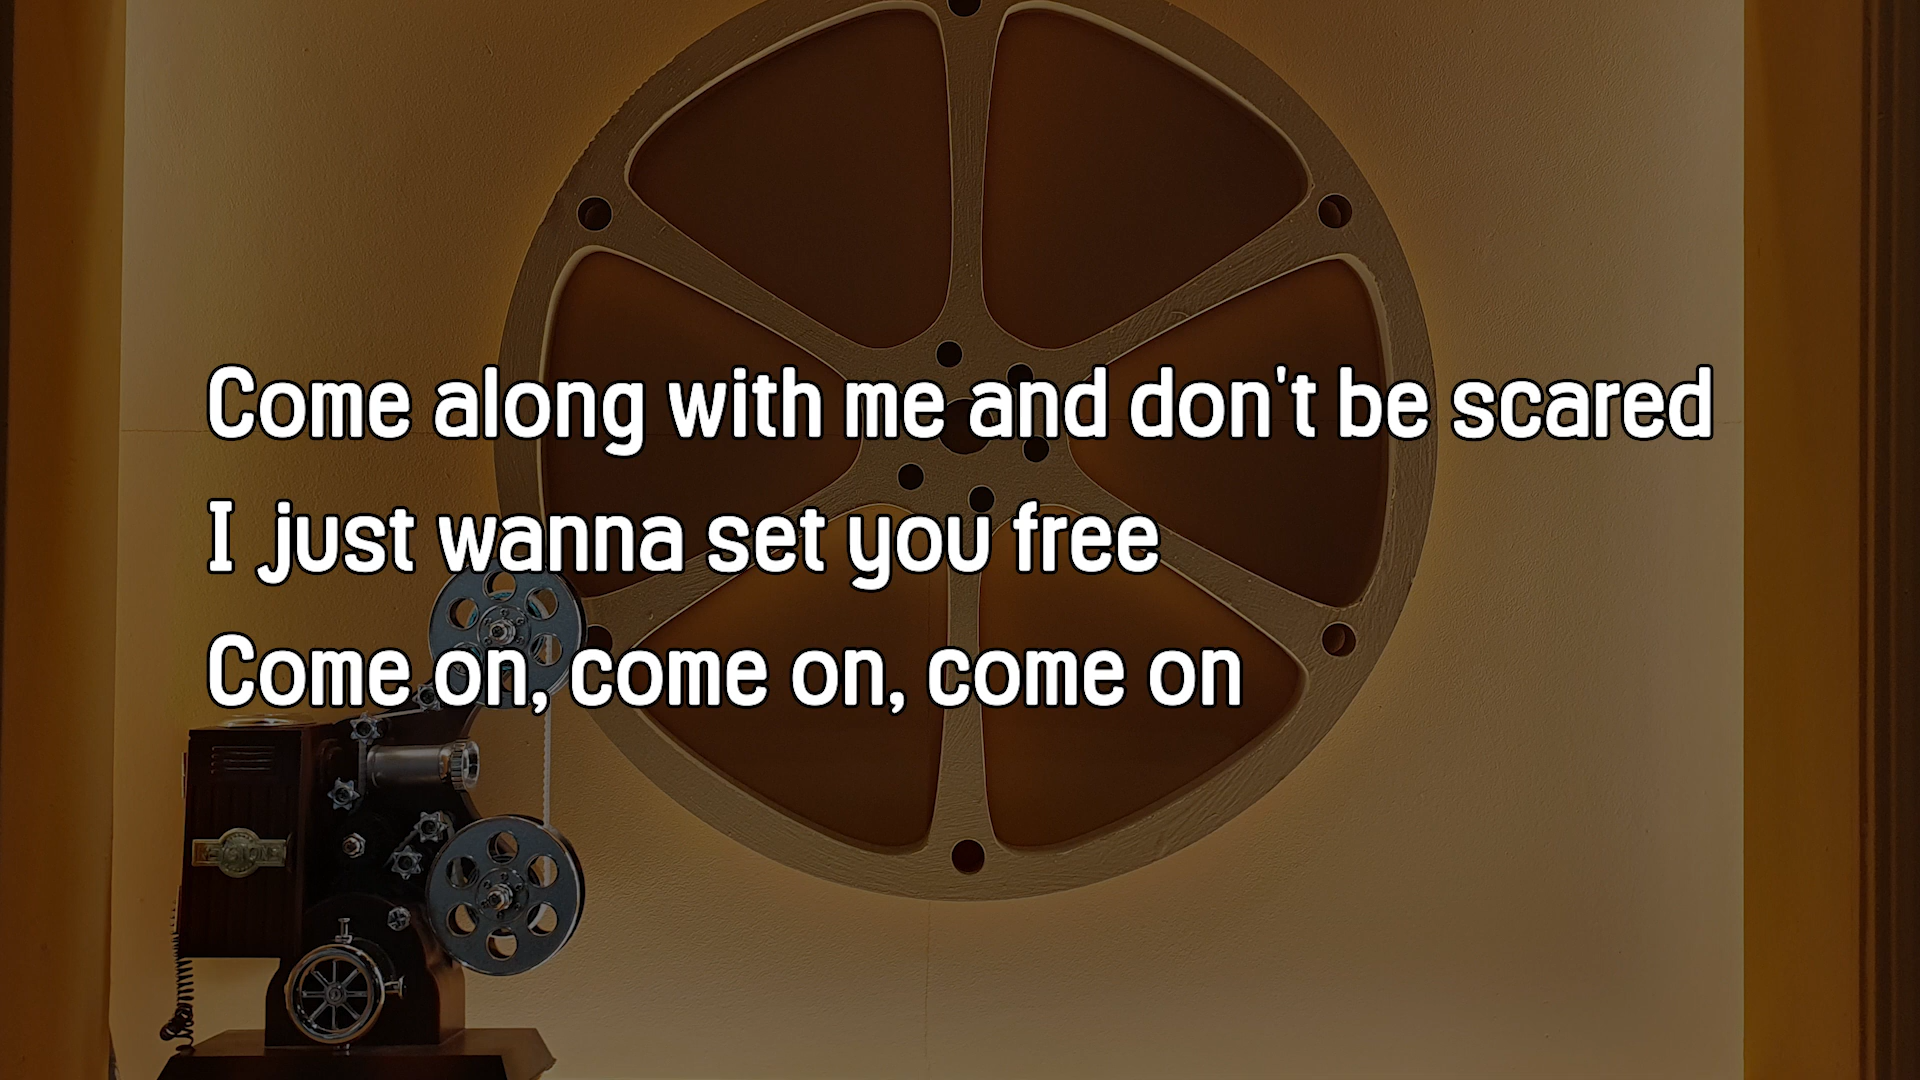 Come along with me and don't be scared
I just wanna set you free
Come on, come on, come on